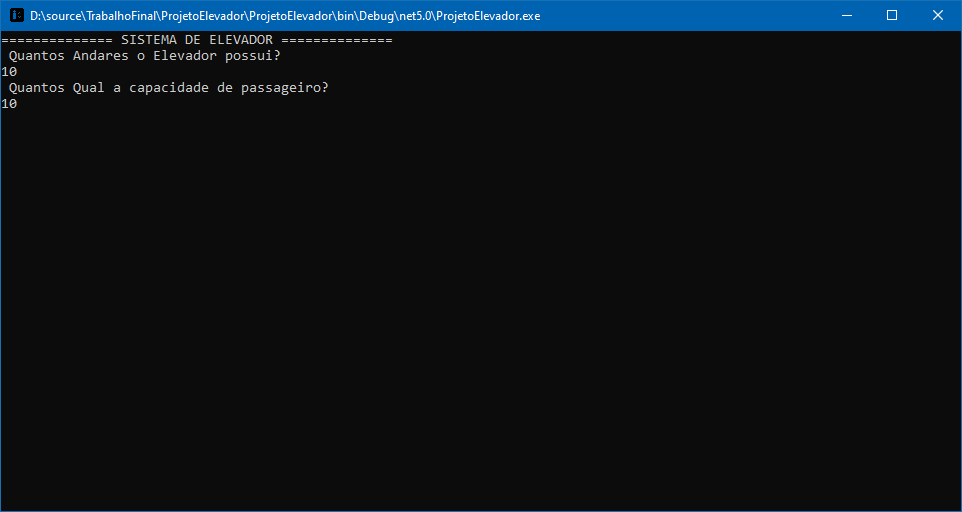 D:\source\TrabalhoFinal\ProjetoElevador\ProjetoElevador\bin\Debug\net5.0\ProjetoElevador.exe
============== SISTEMA DE ELEVADOR ==============
Quantos Andares o Elevador possui?
10
Quantos Qual a capacidade de passageiro?
10